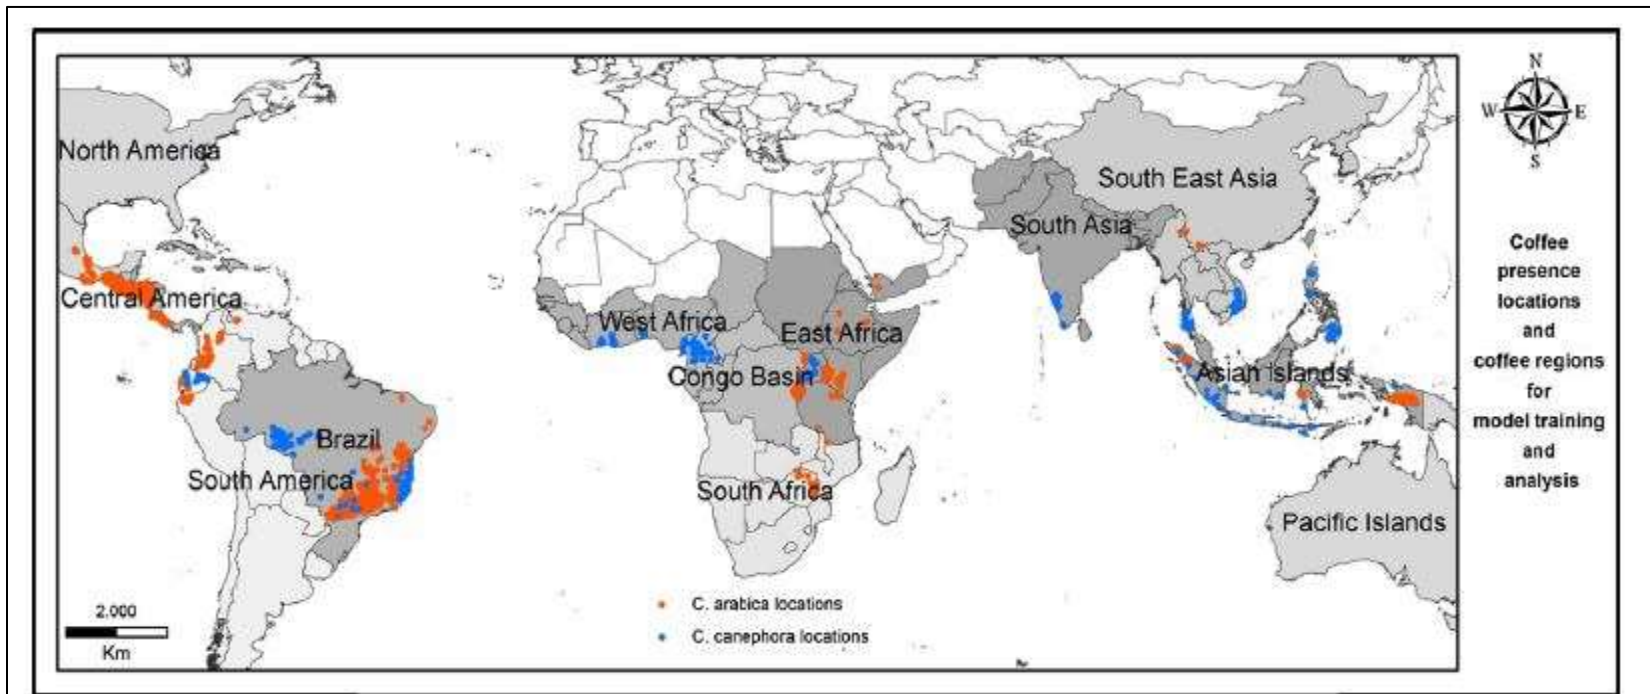 N
W E
S
North America
South East Asia
South Asia
Central America
West Africa
East Africa
Congo Basin
Asian islands
Brazil
South America
South Africa
Pacific Islands
Coffee
presence
locations
and
coffee regions
for
model training
and
analysis
2.000
Km
C. arabica locations
C. canephora locations